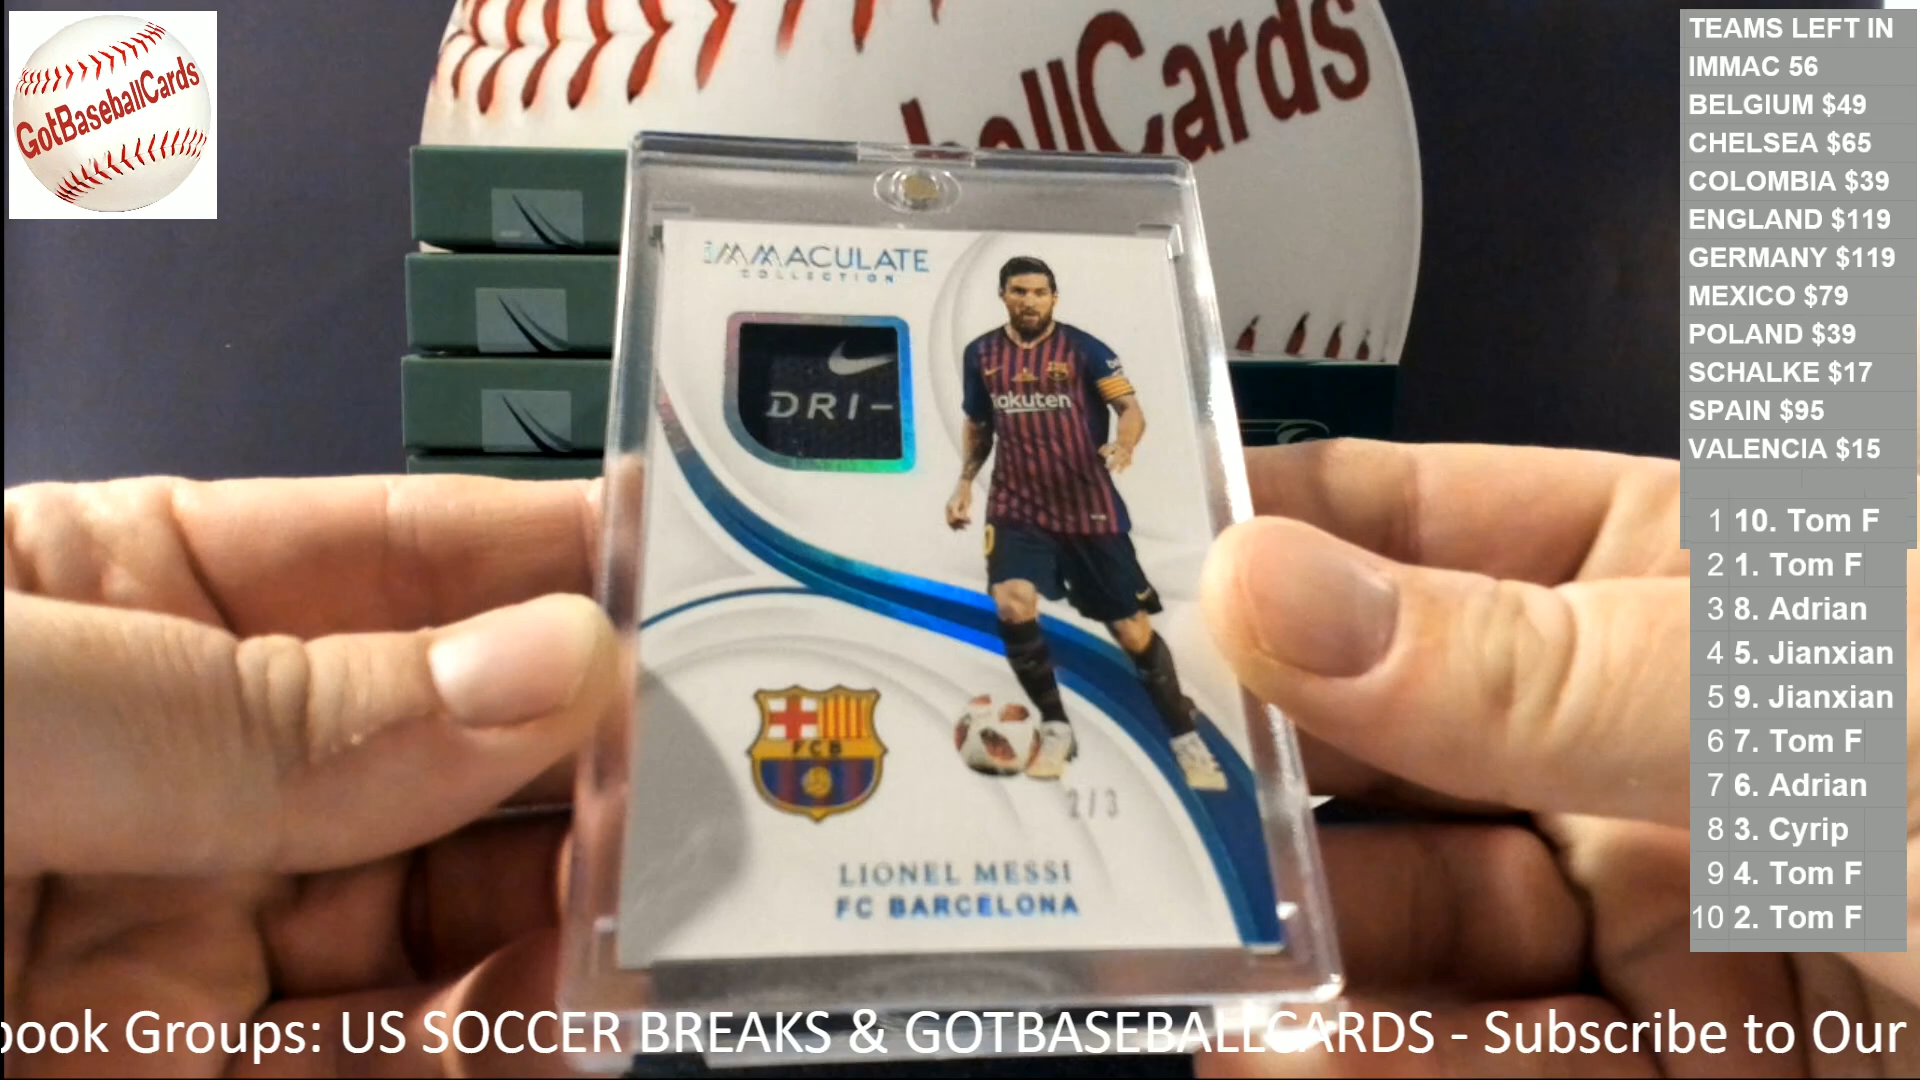 GotBaseballCards
ballCards
IMMACULATE
COLLECTION
DRI-
Rakuten
FCB
2/3
LIONEL MESSI
FC BARCELONA
TEAMS LEFT IN
IMMAC 56
BELGIUM $49
CHELSEA $65
COLOMBIA $39
ENGLAND $119
GERMANY $119
MEXICO $79
POLAND $39
SCHALKE $17
SPAIN $95
VALENCIA $15
1 10. Tom F
2 1. Tom F
3 8. Adrian
4 5. Jianxian
5 9. Jianxian
6 7. Tom F
7 6. Adrian
8 3. Cyrip
9 4. Tom F
10 2. Tom F
book Groups: US SOCCER BREAKS & GOTBASEBALLCARDS - Subscribe to Our